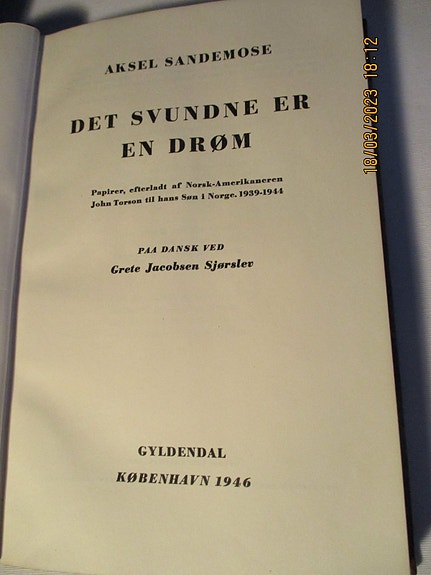 AKSEL SANDEMOSE
DET SVUNDNE ER
EN DRØM
Papirer, efterladt af Norsk-Amerikaneren
John Torson til hans Søn i Norge. 1939-1944
PAA DANSK VED
Grete Jacobsen Sjørslev
GYLDENDAL
KØBENHAVN 1946
18/03/2023 18:12